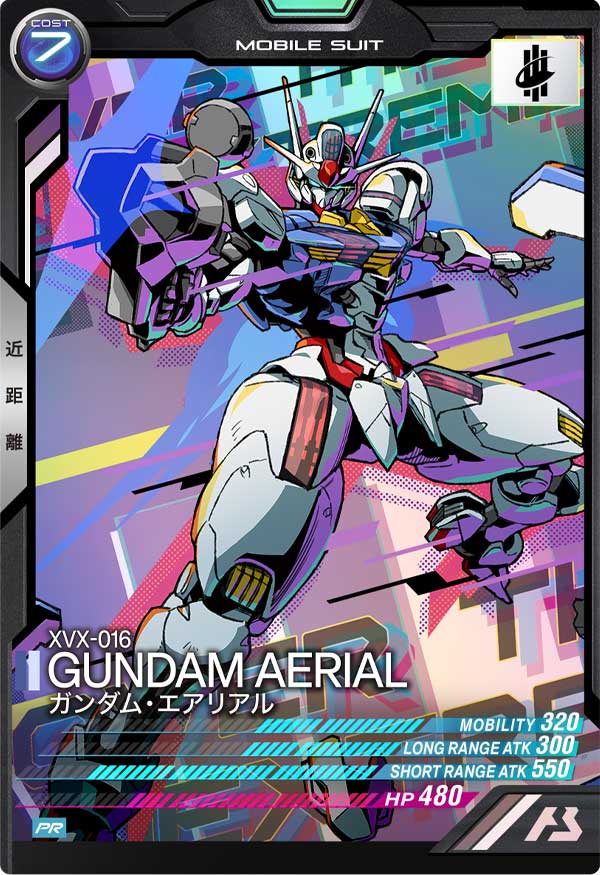 COST
7
MOBILE SUIT
近距離
XVX-016
GUNDAM AERIAL
ガンダム・エアリアル
MOBILITY 320
LONG RANGE ATK 300
SHORT RANGE ATK 550
HP 480
PR